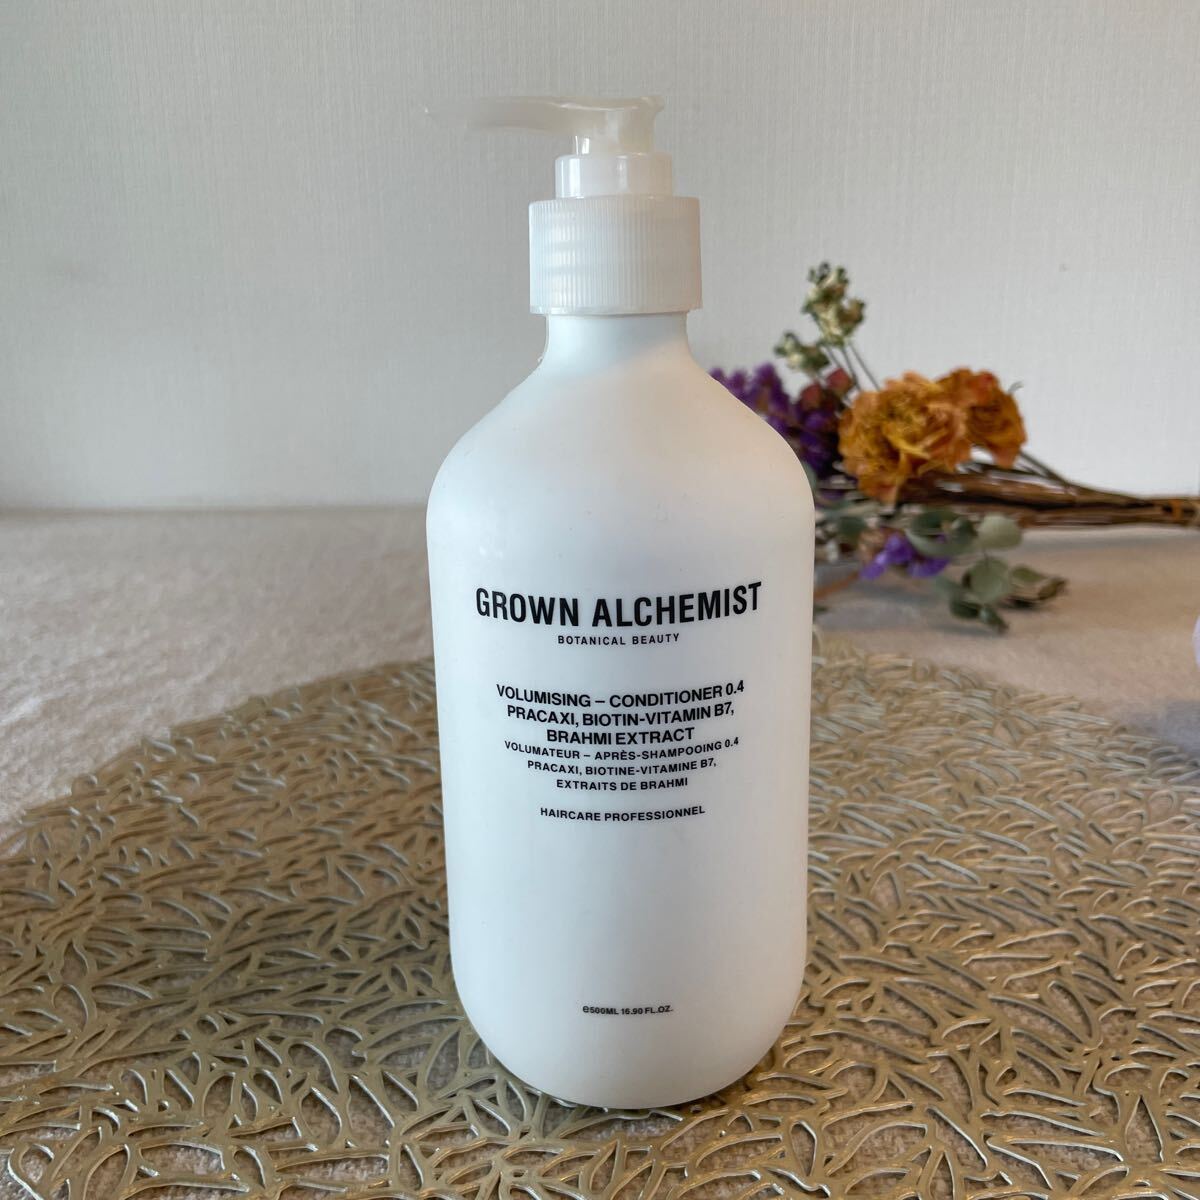 GROWN ALCHEMIST
BOTANICAL BEAUTY
VOLUMISING – CONDITIONER 0.4
PRACAXI, BIOTIN-VITAMIN B7,
BRAHMI EXTRACT
VOLUMATEUR – APRÈS-SHAMPOOING 0.4
PRACAXI, BIOTINE-VITAMINE B7,
EXTRAITS DE BRAHMI
HAIRCARE PROFESSIONNEL
℮500ML 16.90 FL.OZ.